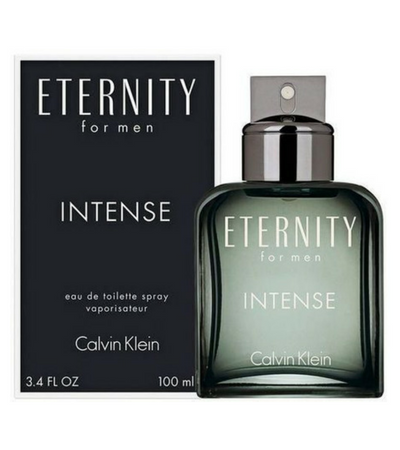 ETERNITY
for men
INTENSE
eau de toilette spray
vaporisateur
Calvin Klein
3.4 FL OZ 100 ml
ETERNITY
for men
INTENSE
Calvin Klein